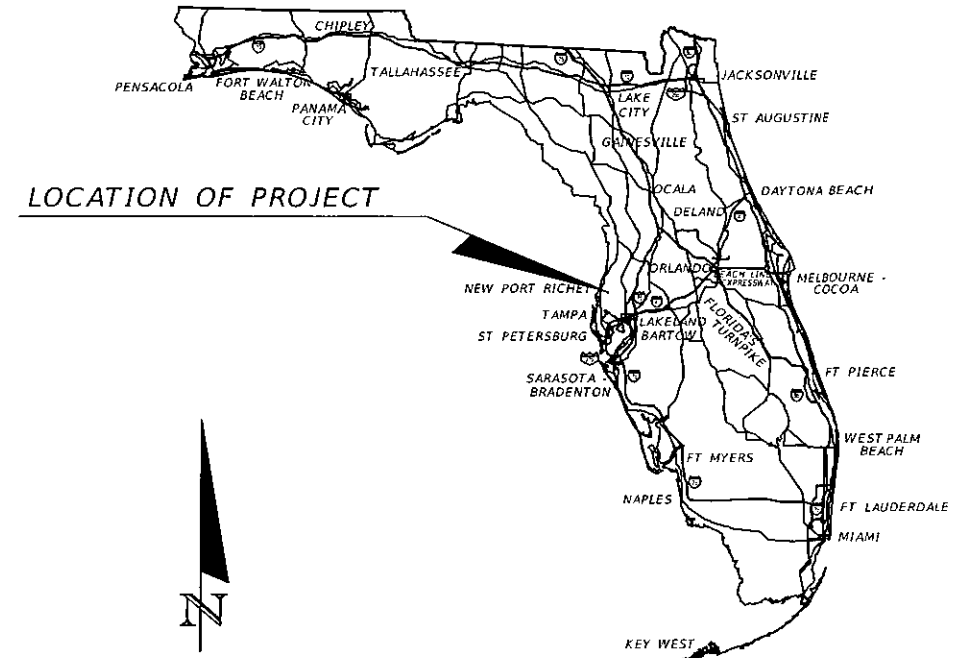 CHIPLEY
TALLAHASSEE
PENSACOLA
FORT WALTON
BEACH
PANAMA
CITY
JACKSONVILLE
LAKE
CITY
ST AUGUSTINE
GAINESVILLE
LOCATION OF PROJECT
OCALA
DAYTONA BEACH
DELAND
ORLANDO
EXPRESSWAY
MELBOURNE -
COCOA
NEW PORT RICHEY
TAMPA
ST PETERSBURG
LAKELAND
BARTOW
FLORIDA'S
TURNPIKE
SARASOTA -
BRADENTON
FT PIERCE
WEST PALM
BEACH
FT MYERS
NAPLES
FT LAUDERDALE
MIAMI
N
KEY WEST